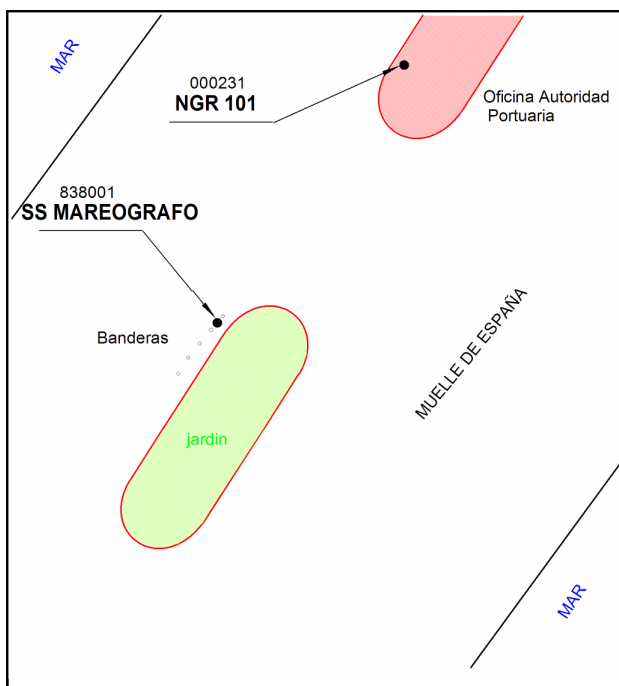 MAR
000231
NGR 101
Oficina Autoridad
Portuaria
838001
SS MAREOGRAFO
Banderas
MUELLE DE ESPAÑA
jardin
MAR